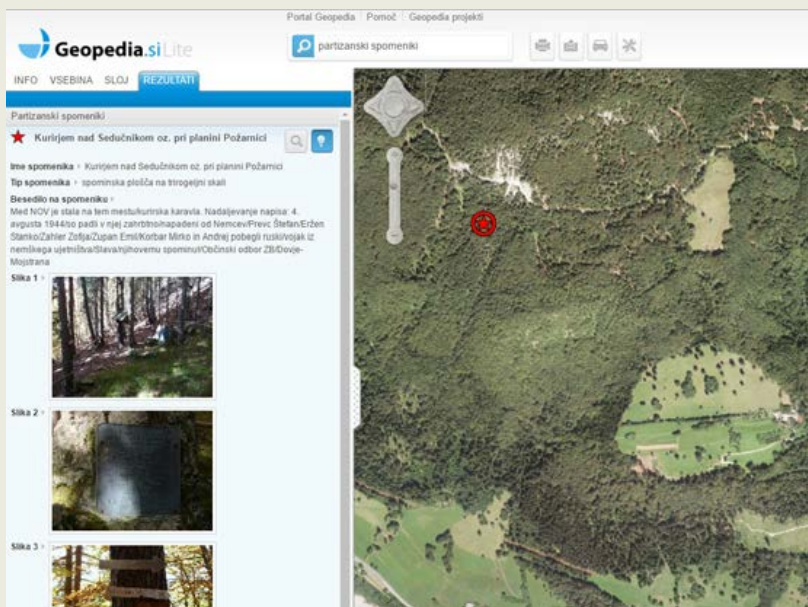 Portal Geopedia | Pomoč | Geopedia projekti
Geopedia.si Lite
partizanski spomeniki
INFO VSEBINA SLOJ REZULTATI
Partizanski spomeniki
Kurirjem nad Sedučnikom oz. pri planini Požarnici
Ime spomenika Kurirjem nad Sedučnikom oz. pri planini Požarnici
Tip spomenika spominska plošča na trirogeljni skali
Besedilo na spomeniku
Med NOV je stala na tem mestu/kurirska karavla. Nadaljevanje napisa: 4.
avgusta 1944/so padli v njej zahrbtno/napadeni od Nemcev/Prevc Štefan/Eržen
Stanko/Zahler Zofija/Zupan Emil/Korbar Mirko in Andrej pobegli ruski/vojak iz
nemškega ujetništva/Slava/njihovemu spominu/Občinski odbor ZB/Dovje-
Mojstrana
Slika 1
Slika 2
Slika 3